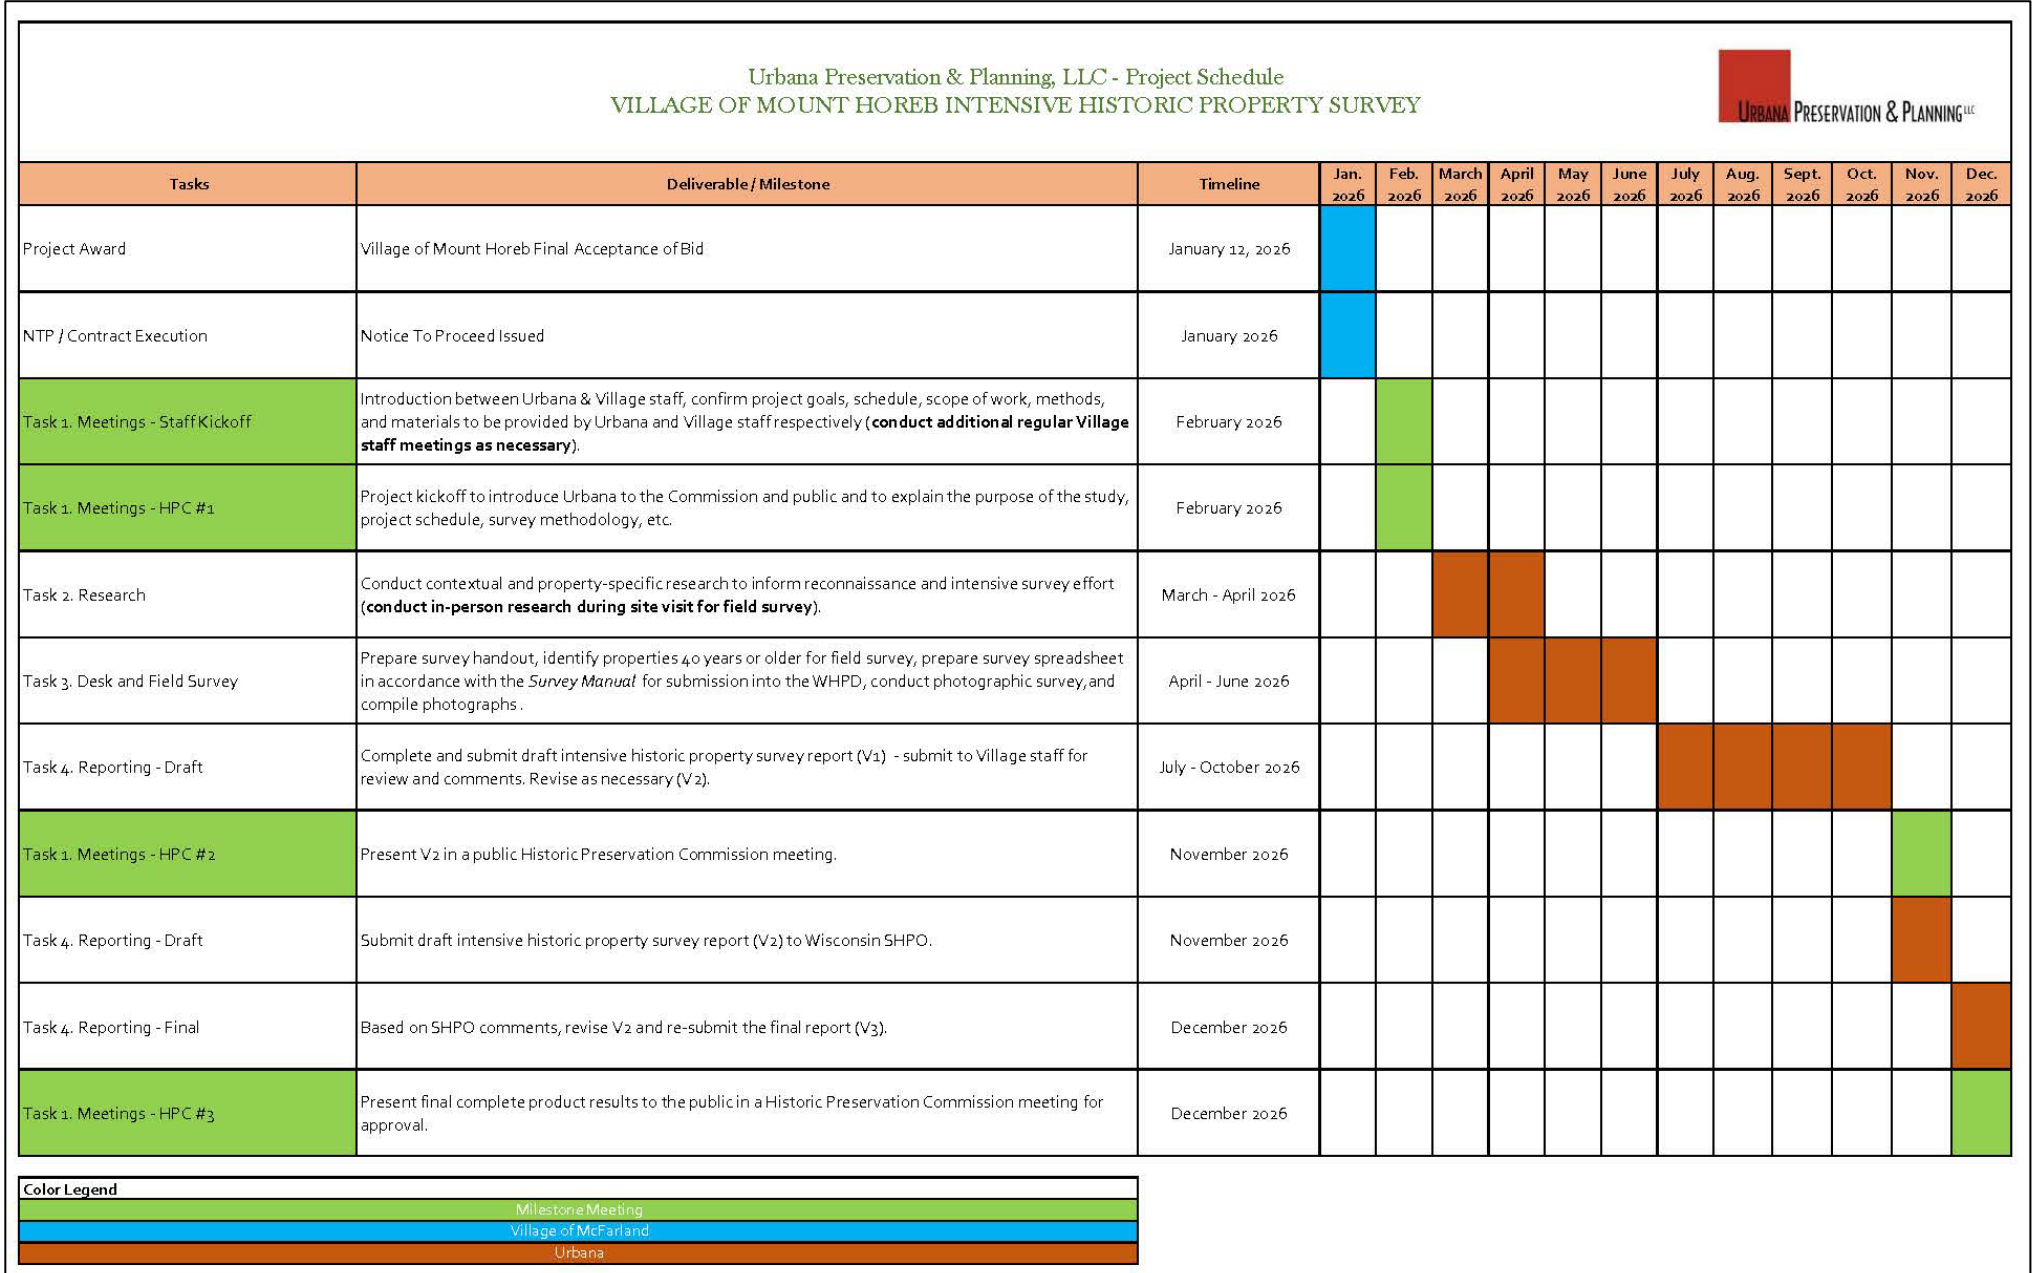 Urbana Preservation & Planning, LLC - Project Schedule
VILLAGE OF MOUNT HOREB INTENSIVE HISTORIC PROPERTY SURVEY
URBANA PRESERVATION & PLANNING LLC
Tasks Deliverable / Milestone Timeline Jan. 2026 Feb. 2026 March 2026 April 2026 May 2026 June 2026 July 2026 Aug. 2026 Sept. 2026 Oct. 2026 Nov. 2026 Dec. 2026
Project Award Village of Mount Horeb Final Acceptance of Bid January 12, 2026
NTP / Contract Execution Notice To Proceed Issued January 2026
Task 1. Meetings - Staff Kickoff
Introduction between Urbana & Village staff, confirm project goals, schedule, scope of work, methods,
and materials to be provided by Urbana and Village staff respectively (conduct additional regular Village
staff meetings as necessary).
February 2026
Task 1. Meetings - HPC #1
Project kickoff to introduce Urbana to the Commission and public and to explain the purpose of the study,
project schedule, survey methodology, etc.
February 2026
Task 2. Research
Conduct contextual and property-specific research to inform reconnaissance and intensive survey effort
(conduct in-person research during site visit for field survey).
March - April 2026
Task 3. Desk and Field Survey
Prepare survey handout, identify properties 40 years or older for field survey, prepare survey spreadsheet
in accordance with the Survey Manual for submission into the WHPD, conduct photographic survey, and
compile photographs .
April - June 2026
Task 4. Reporting - Draft
Complete and submit draft intensive historic property survey report (V1) - submit to Village staff for
review and comments. Revise as necessary (V2).
July - October 2026
Task 1. Meetings - HPC #2 Present V2 in a public Historic Preservation Commission meeting. November 2026
Task 4. Reporting - Draft Submit draft intensive historic property survey report (V2) to Wisconsin SHPO. November 2026
Task 4. Reporting - Final Based on SHPO comments, revise V2 and re-submit the final report (V3). December 2026
Task 1. Meetings - HPC #3
Present final complete product results to the public in a Historic Preservation Commission meeting for
approval.
December 2026
Color Legend
Milestone Meeting
Village of McFarland
Urbana